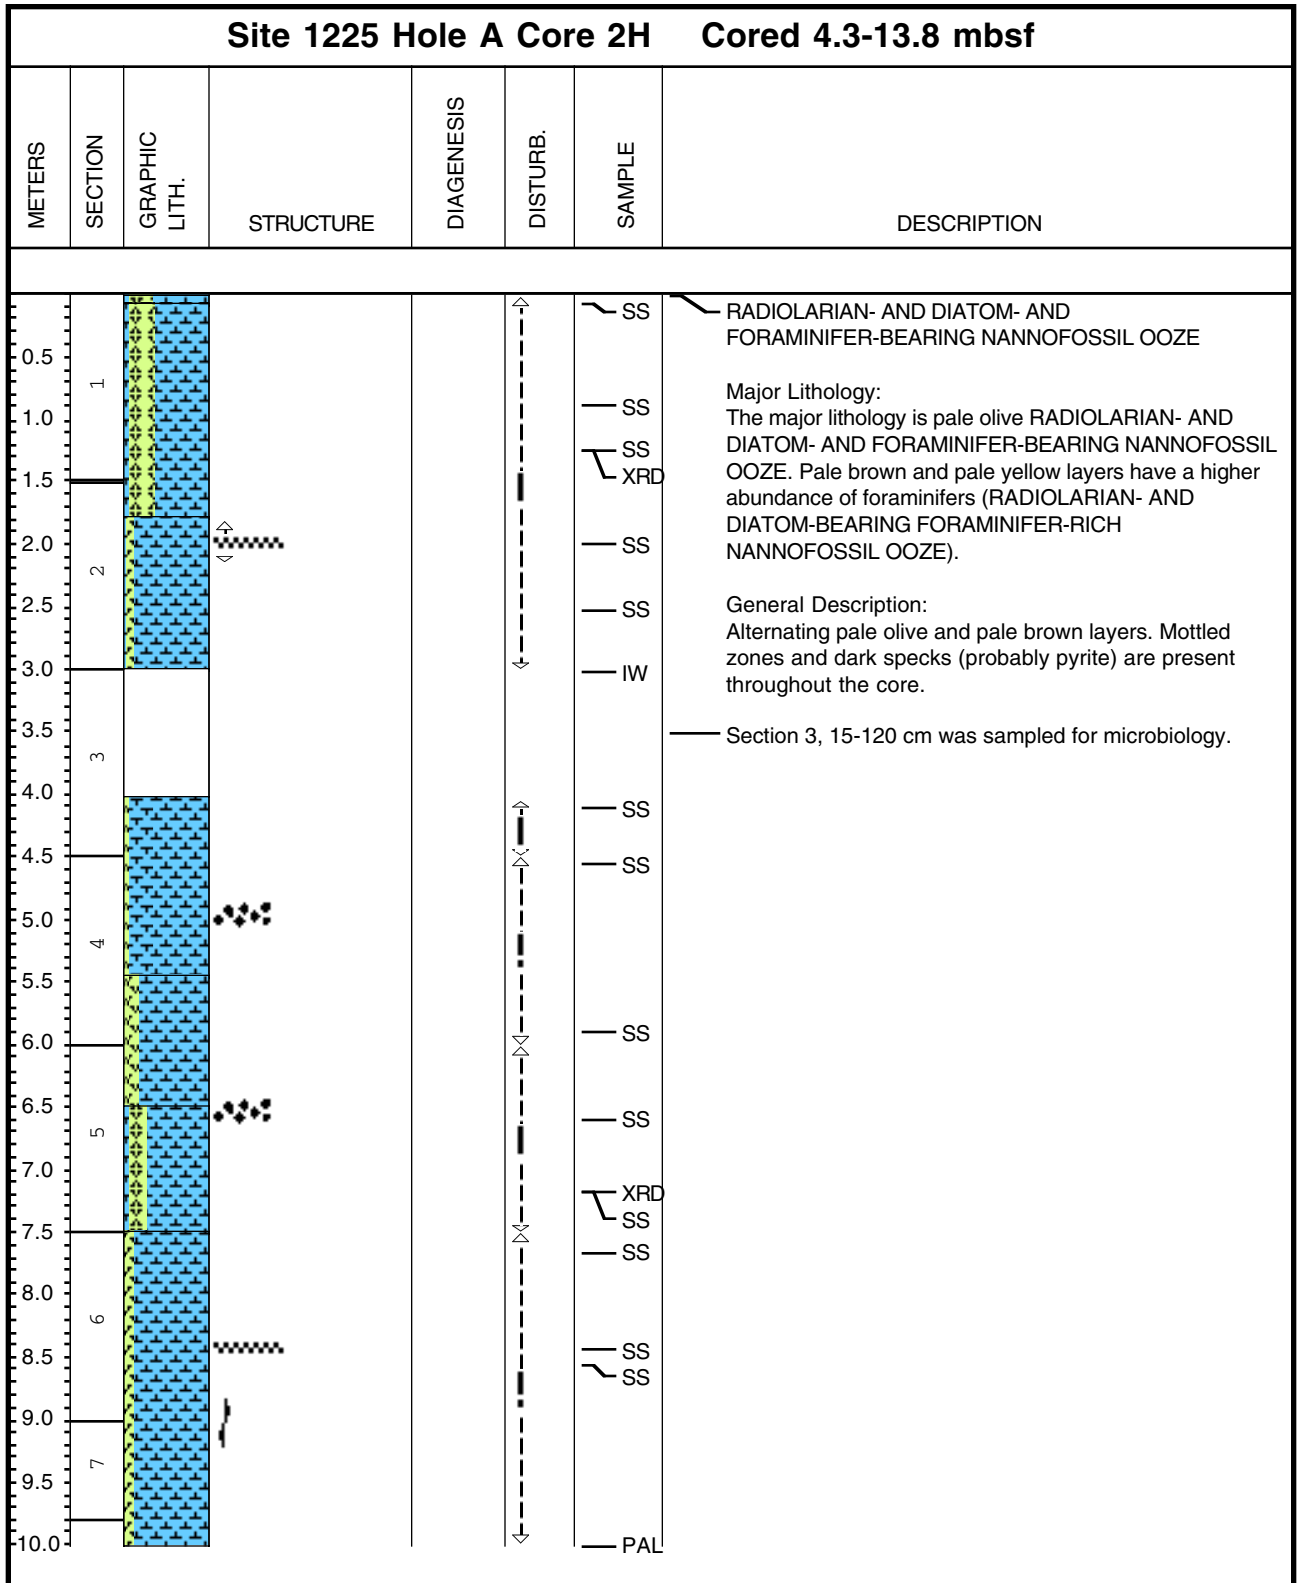 Site 1225 Hole A Core 2H Cored 4.3-13.8 mbsf
METERS
SECTION
GRAPHIC
LITH.
STRUCTURE
DIAGENESIS
DISTURB.
SAMPLE
DESCRIPTION
0.5
1.0
1.5
2.0
2.5
3.0
3.5
4.0
4.5
5.0
5.5
6.0
6.5
7.0
7.5
8.0
8.5
9.0
9.5
10.0
1
2
3
4
5
6
7
SS
SS
SS
XRD
SS
SS
IW
SS
SS
SS
SS
XRD
SS
SS
SS
SS
PAL
RADIOLARIAN- AND DIATOM- AND
FORAMINIFER-BEARING NANNOFOSSIL OOZE
Major Lithology:
The major lithology is pale olive RADIOLARIAN- AND
DIATOM- AND FORAMINIFER-BEARING NANNOFOSSIL
OOZE. Pale brown and pale yellow layers have a higher
abundance of foraminifers (RADIOLARIAN- AND
DIATOM-BEARING FORAMINIFER-RICH
NANNOFOSSIL OOZE).
General Description:
Alternating pale olive and pale brown layers. Mottled
zones and dark specks (probably pyrite) are present
throughout the core.
Section 3, 15-120 cm was sampled for microbiology.